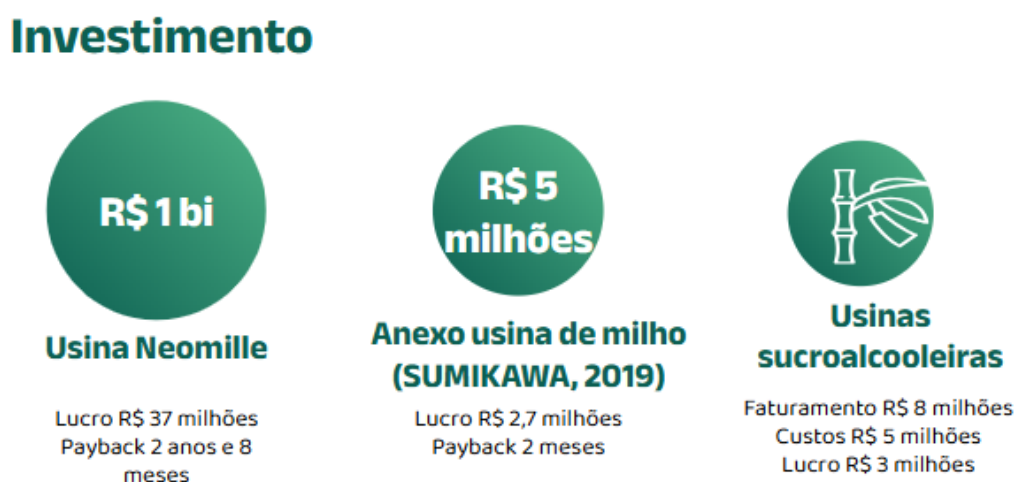 Investimento
R$ 1 bi
Usina Neomille
Lucro R$ 37 milhões
Payback 2 anos e 8
meses
R$ 5
milhões
Anexo usina de milho
(SUMIKAWA, 2019)
Lucro R$ 2,7 milhões
Payback 2 meses
Usinas
sucroalcooleiras
Faturamento R$ 8 milhões
Custos R$ 5 milhões
Lucro R$ 3 milhões